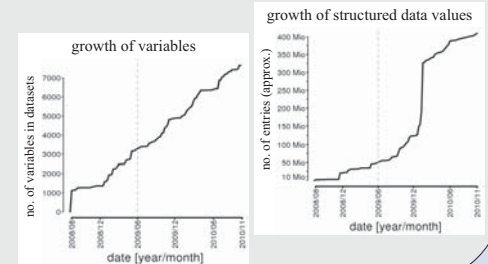 growth of variables
no. of variables in datasets
7000
6000
5000
4000
3000
2000
1000
0
2008/08
2008/12
2009/06
2009/12
2010/06
2010/11
date [year/month]
growth of structured data values
no. of entries (approx.)
400 Mio
350 Mio
300 Mio
250 Mio
200 Mio
150 Mio
100 Mio
50 Mio
10 Mio
2008/08
2008/12
2009/06
2009/12
2010/06
2010/11
date [year/month]